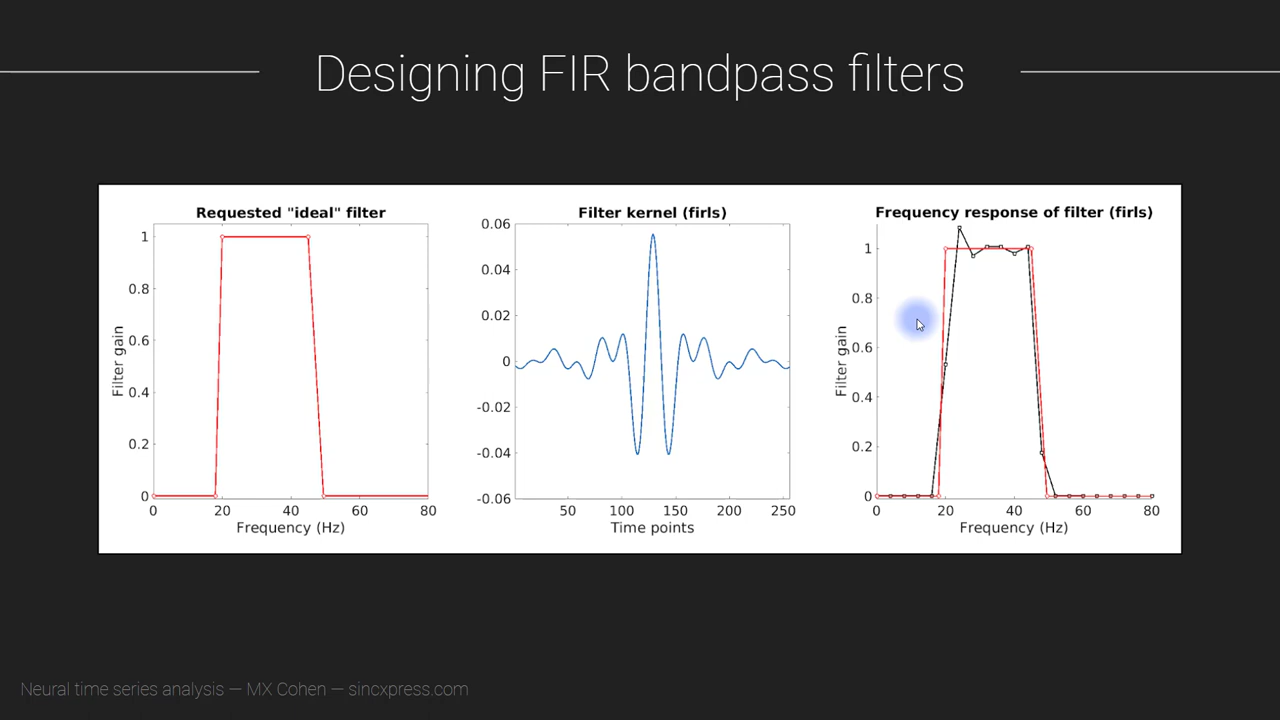 Designing FIR bandpass filters
Requested "ideal" filter
1
0.8
0.6
0.4
0.2
0
Filter gain
0 20 40 60 80
Frequency (Hz)
Filter kernel (firls)
0.06
0.04
0.02
0
-0.02
-0.04
-0.06
50 100 150 200 250
Time points
Frequency response of filter (firls)
1
0.8
0.6
0.4
0.2
0
Filter gain
0 20 40 60 80
Frequency (Hz)
Neural time series analysis — MX Cohen — sincxpress.com